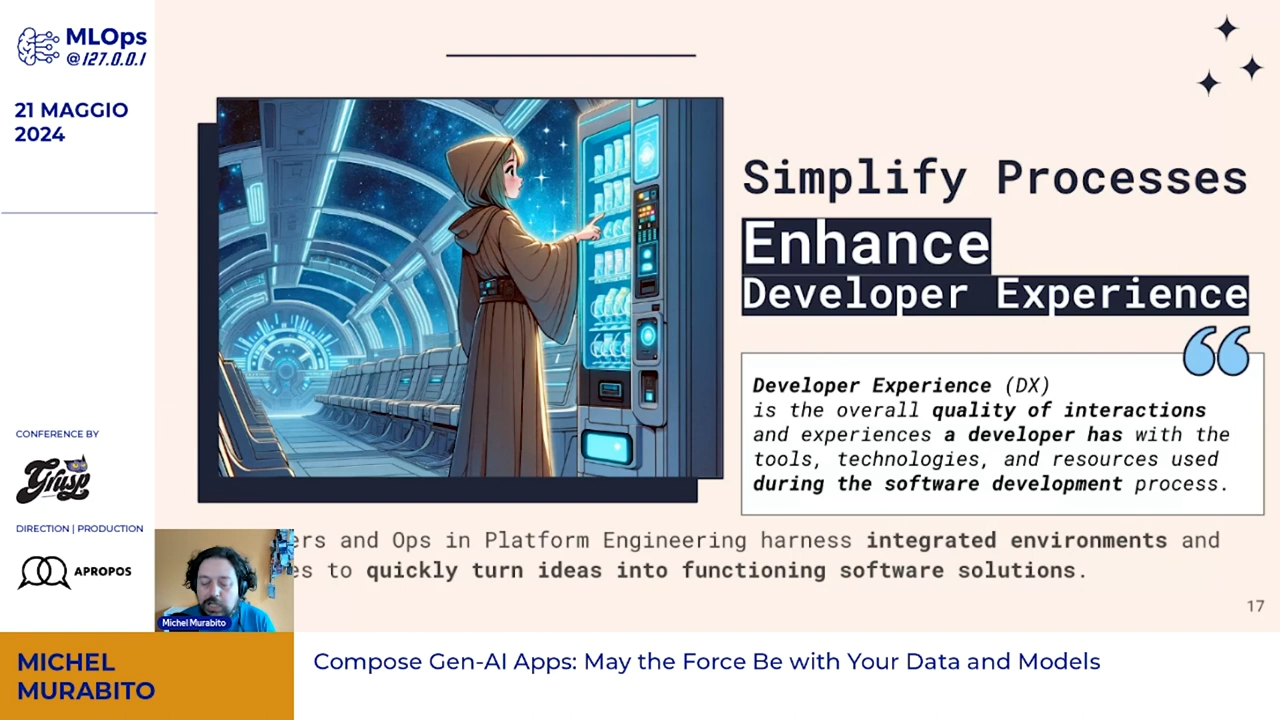 MLOps
@127.0.0.1
21 MAGGIO
2024
Simplify Processes
Enhance
Developer Experience
Developer Experience (DX)
is the overall quality of interactions
and experiences a developer has with the
tools, technologies, and resources used
during the software development process.
ers and Ops in Platform Engineering harness integrated environments and
es to quickly turn ideas into functioning software solutions.
17
CONFERENCE BY
Grusp
DIRECTION | PRODUCTION
APROPOS
Michel Murabito
MICHEL
MURABITO
Compose Gen-AI Apps: May the Force Be with Your Data and Models